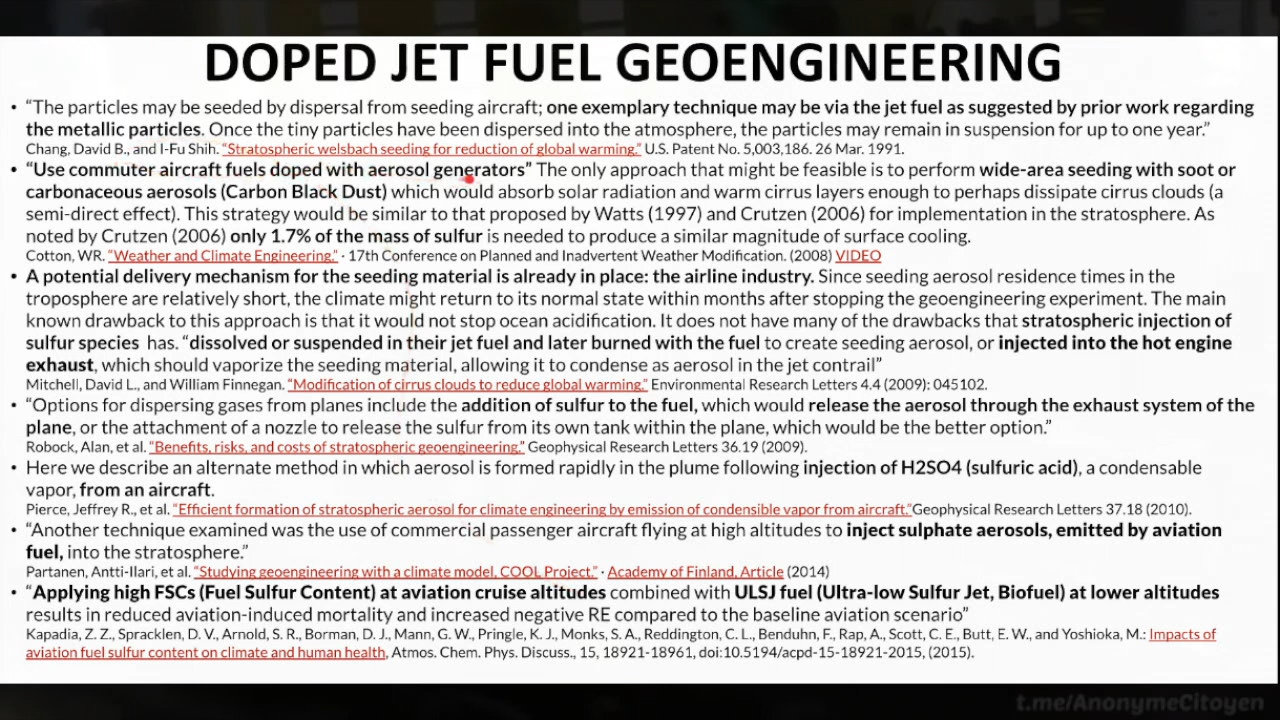 DOPED JET FUEL GEOENGINEERING
• “The particles may be seeded by dispersal from seeding aircraft; one exemplary technique may be via the jet fuel as suggested by prior work regarding
the metallic particles. Once the tiny particles have been dispersed into the atmosphere, the particles may remain in suspension for up to one year.”
Chang, David B., and I-Fu Shih. “Stratospheric welsbach seeding for reduction of global warming.” U.S. Patent No. 5,003,186. 26 Mar. 1991.
• “Use commuter aircraft fuels doped with aerosol generators” The only approach that might be feasible is to perform wide-area seeding with soot or
carbonaceous aerosols (Carbon Black Dust) which would absorb solar radiation and warm cirrus layers enough to perhaps dissipate cirrus clouds (a
semi-direct effect). This strategy would be similar to that proposed by Watts (1997) and Crutzen (2006) for implementation in the stratosphere. As
noted by Crutzen (2006) only 1.7% of the mass of sulfur is needed to produce a similar magnitude of surface cooling.
Cotton, WR. “Weather and Climate Engineering.” · 17th Conference on Planned and Inadvertent Weather Modification. (2008) VIDEO
• A potential delivery mechanism for the seeding material is already in place: the airline industry. Since seeding aerosol residence times in the
troposphere are relatively short, the climate might return to its normal state within months after stopping the geoengineering experiment. The main
known drawback to this approach is that it would not stop ocean acidification. It does not have many of the drawbacks that stratospheric injection of
sulfur species has. “dissolved or suspended in their jet fuel and later burned with the fuel to create seeding aerosol, or injected into the hot engine
exhaust, which should vaporize the seeding material, allowing it to condense as aerosol in the jet contrail”
Mitchell, David L., and William Finnegan. “Modification of cirrus clouds to reduce global warming.” Environmental Research Letters 4.4 (2009): 045102.
• “Options for dispersing gases from planes include the addition of sulfur to the fuel, which would release the aerosol through the exhaust system of the
plane, or the attachment of a nozzle to release the sulfur from its own tank within the plane, which would be the better option.”
Robock, Alan, et al. “Benefits, risks, and costs of stratospheric geoengineering.” Geophysical Research Letters 36.19 (2009).
• Here we describe an alternate method in which aerosol is formed rapidly in the plume following injection of H2SO4 (sulfuric acid), a condensable
vapor, from an aircraft.
Pierce, Jeffrey R., et al. “Efficient formation of stratospheric aerosol for climate engineering by emission of condensible vapor from aircraft.”Geophysical Research Letters 37.18 (2010).
• “Another technique examined was the use of commercial passenger aircraft flying at high altitudes to inject sulphate aerosols, emitted by aviation
fuel, into the stratosphere.”
Partanen, Antti-Ilari, et al. “Studying geoengineering with a climate model, COOL Project.” · Academy of Finland, Article (2014)
• “Applying high FSCs (Fuel Sulfur Content) at aviation cruise altitudes combined with ULSJ fuel (Ultra-low Sulfur Jet, Biofuel) at lower altitudes
results in reduced aviation-induced mortality and increased negative RE compared to the baseline aviation scenario”
Kapadia, Z. Z., Spracklen, D. V., Arnold, S. R., Borman, D. J., Mann, G. W., Pringle, K. J., Monks, S. A., Reddington, C. L., Benduhn, F., Rap, A., Scott, C. E., Butt, E. W., and Yoshioka, M.: Impacts of
aviation fuel sulfur content on climate and human health, Atmos. Chem. Phys. Discuss., 15, 18921-18961, doi:10.5194/acpd-15-18921-2015, (2015).
t.me/AnonymeCitoyen